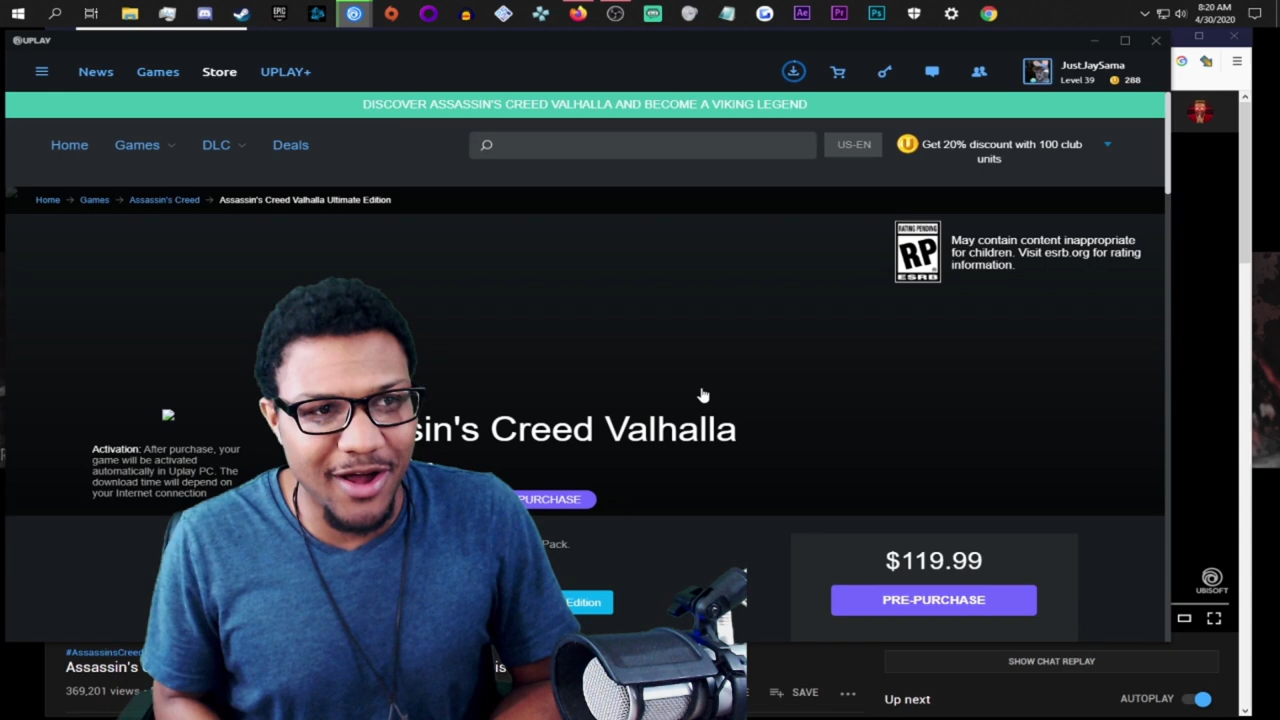 8:20 AM
4/30/2020
UPLAY
News
Games
Store
UPLAY+
JustJaySama
Level 39
288
DISCOVER ASSASSIN'S CREED VALHALLA AND BECOME A VIKING LEGEND
Home
Games
DLC
Deals
US-EN
Get 20% discount with 100 club
units
Home → Games → Assassin's Creed → Assassin's Creed Valhalla Ultimate Edition
RATING PENDING
RP
ESRB
May contain content inappropriate
for children. Visit esrb.org for rating
information.
sin's Creed Valhalla
Activation: After purchase, your
game will be activated
automatically in Uplay PC. The
download time will depend on
your Internet connection
PURCHASE
Pack.
Edition
$119.99
PRE-PURCHASE
UBISOFT
#AssassinsCreed
Assassin's
369,201 views
SAVE
SHOW CHAT REPLAY
Up next
AUTOPLAY